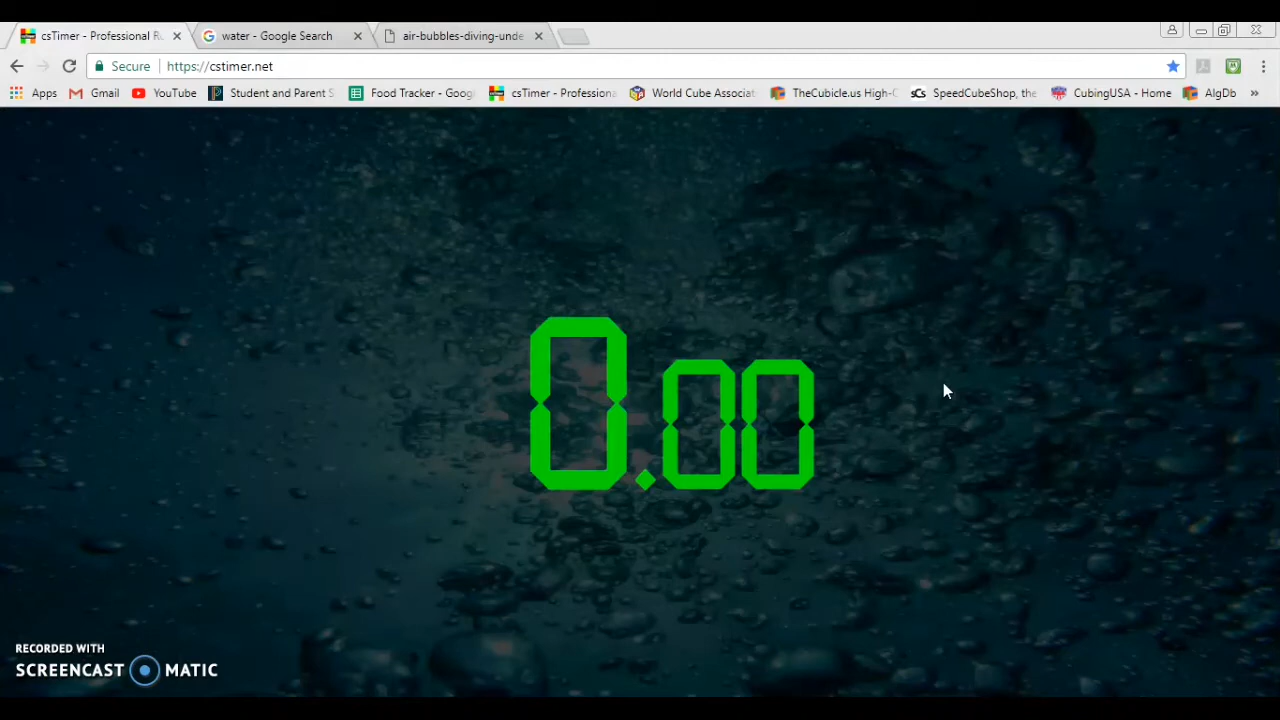 csTimer - Professional Ru
water - Google Search
air-bubbles-diving-unde
Secure
https://cstimer.net
Apps
Gmail
YouTube
Student and Parent S
Food Tracker - Goog
csTimer - Professiona
World Cube Associat
TheCubicle.us High-C
sCs
SpeedCubeShop, the
CubingUSA - Home
AlgDb
»
0.00
RECORDED WITH
SCREENCAST MATIC